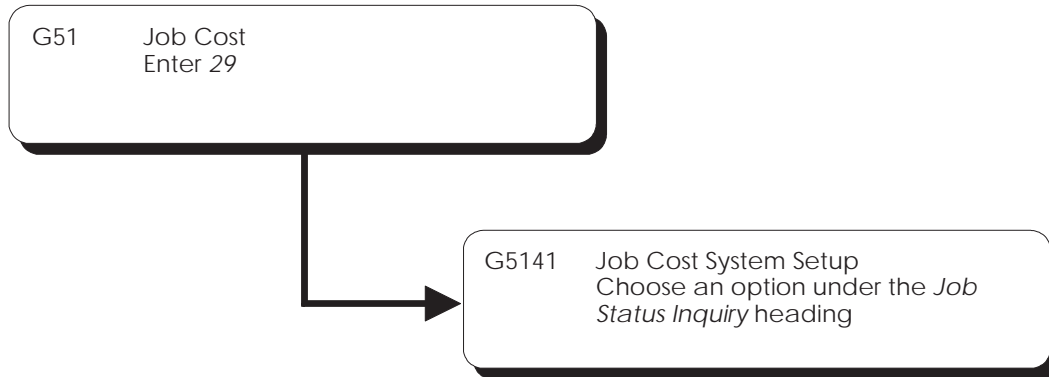 G51 Job Cost
Enter 29
G5141 Job Cost System Setup
Choose an option under the Job
Status Inquiry heading